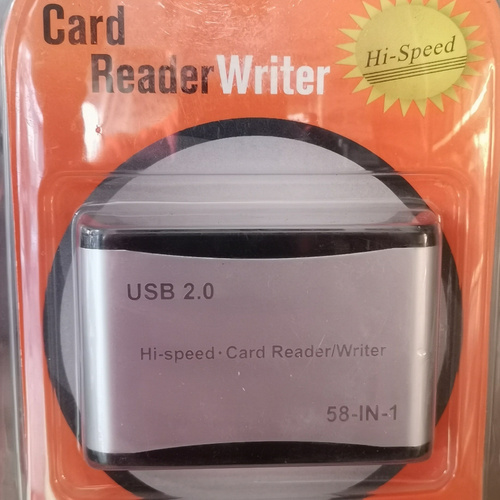 Card
Reader Writer
Hi-Speed
USB 2.0
Hi-speed·Card Reader/Writer
58-IN-1